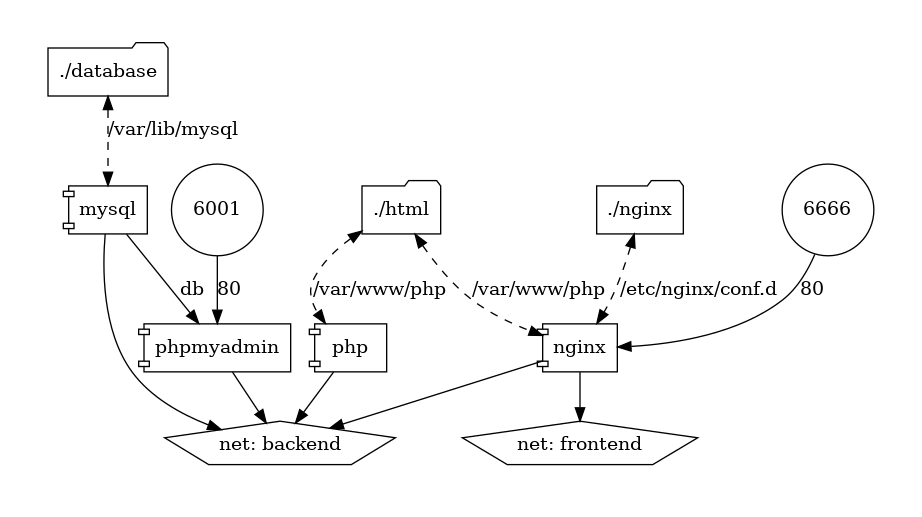 ./database
/var/lib/mysql
mysql
6001
./html
./nginx
6666
db
80
/var/www/php
/var/www/php
/etc/nginx/conf.d
80
phpmyadmin
php
nginx
net: backend
net: frontend